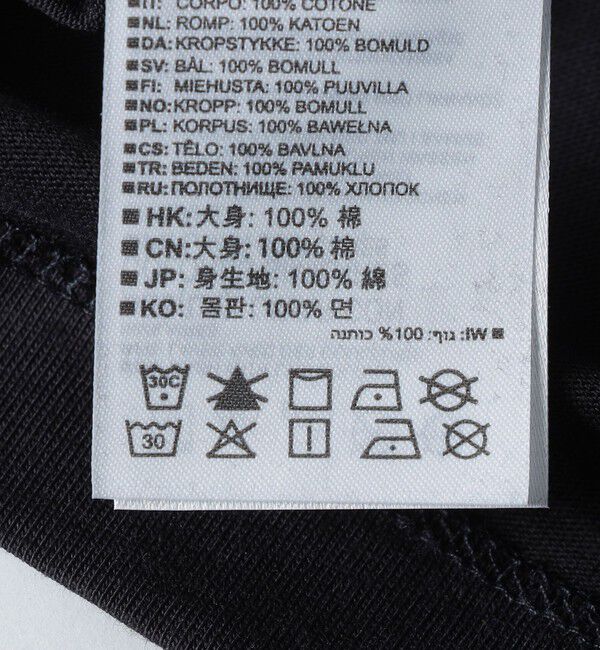 IT: CORPO: 100% COTONE
NL: ROMP: 100% KATOEN
DA: KROPSTYKKE: 100% BOMULD
SV: BÅL: 100% BOMULL
FI: MIEHUSTA: 100% PUUVILLA
NO: KROPP: 100% BOMULL
PL: KORPUS: 100% BAWEŁNA
CS: TĚLO: 100% BAVLNA
TR: BEDEN: 100% PAMUKLU
RU: ПОЛОТНИЩЕ: 100% ХЛОПОК
HK: 大身: 100% 棉
CN: 大身: 100% 棉
JP: 身生地: 100% 綿
KO: 몸판: 100% 면
IW: גוף: 100% כותנה
30C
30